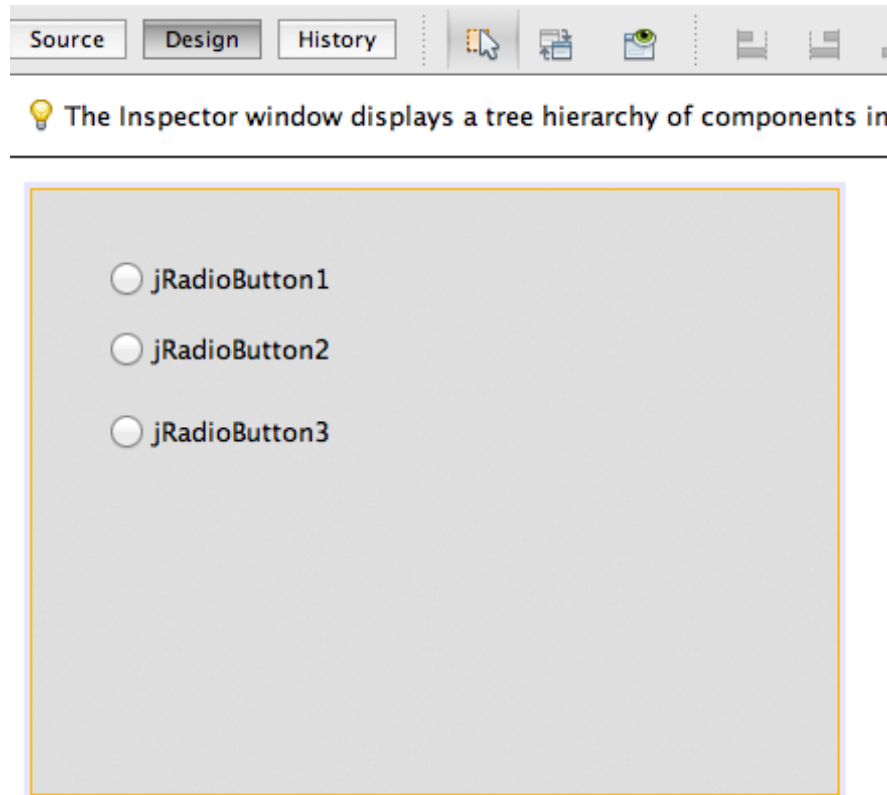 Source Design History
The Inspector window displays a tree hierarchy of components in
jRadioButton1
jRadioButton2
jRadioButton3